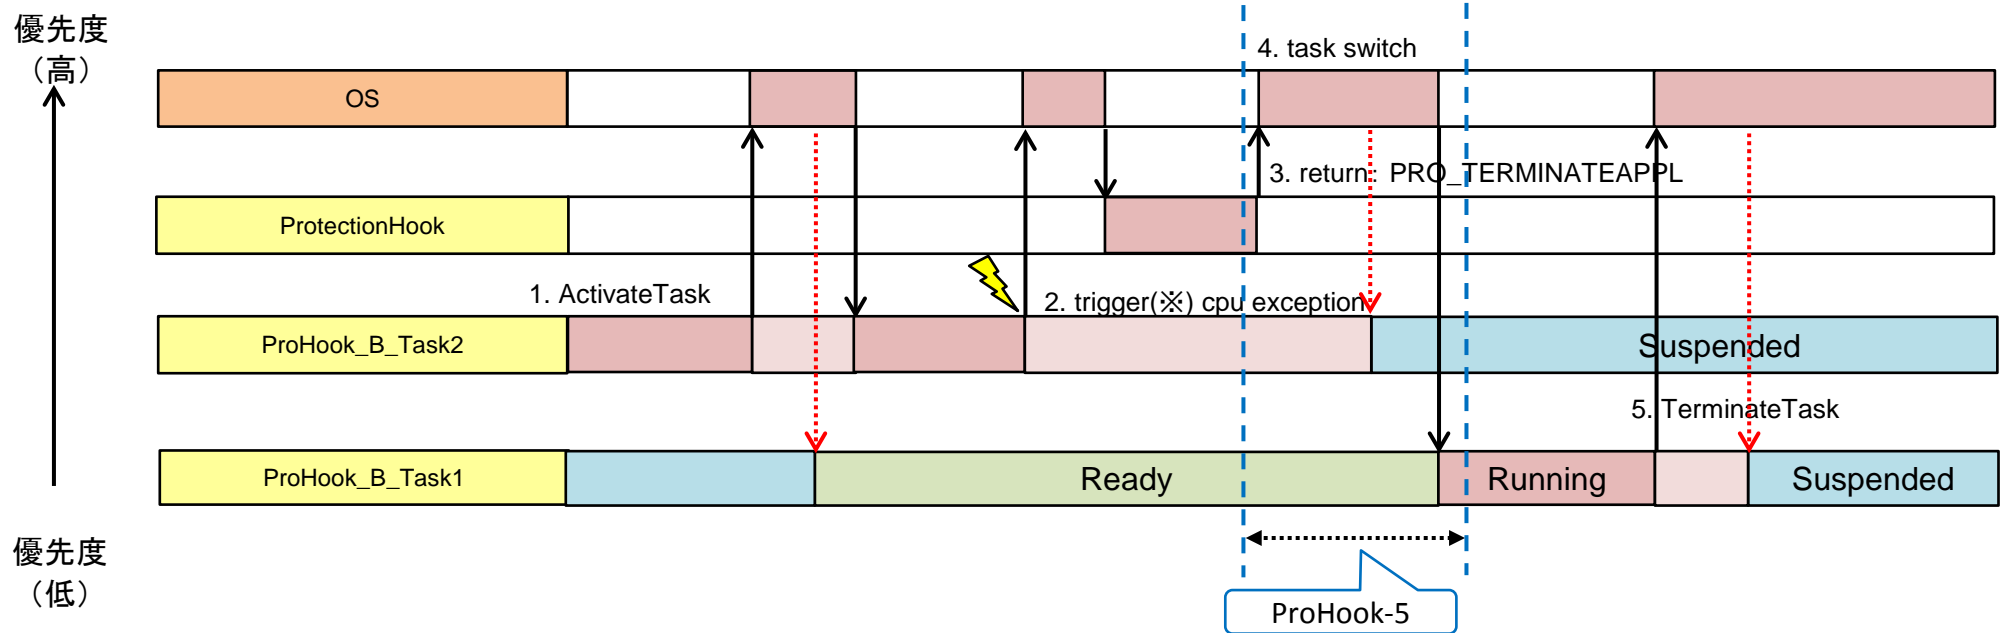 優先度
（高）
4. task switch
OS
3. return：PRO_TERMINATEAPPL
ProtectionHook
1. ActivateTask
2. trigger(※) cpu exception
ProHook_B_Task2
Suspended
5. TerminateTask
ProHook_B_Task1
Ready
Running
Suspended
優先度
（低）
ProHook-5